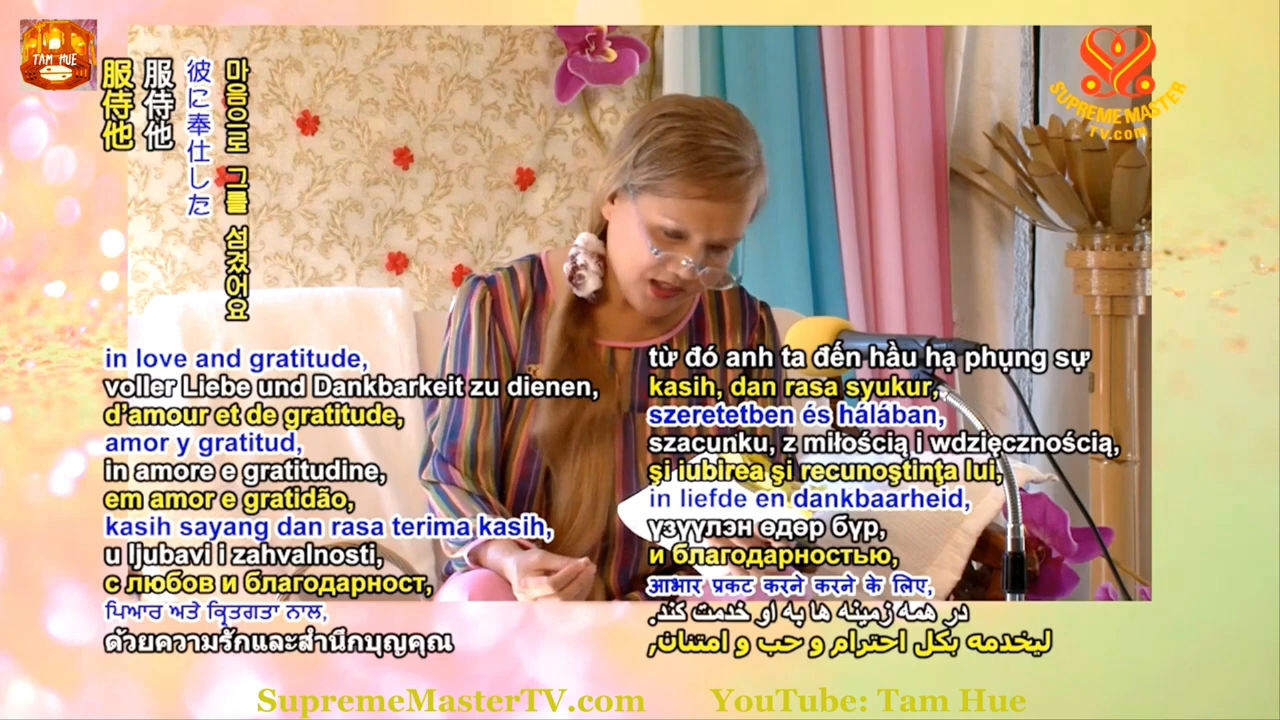 TAM HUE
SUPREME MASTER
TV.com
服侍他
服侍他
彼に奉仕した
마음으로 그를 섬겼어요
in love and gratitude,
voller Liebe und Dankbarkeit zu dienen,
d’amour et de gratitude,
amor y gratitud,
in amore e gratitudine,
em amor e gratidão,
kasih sayang dan rasa terima kasih,
u ljubavi i zahvalnosti,
с любов и благодарност,
ਪਿਆਰ ਅਤੇ ਕ੍ਰਿਤਗਤਾ ਨਾਲ,
ด้วยความรักและสำนึกบุญคุณ
từ đó anh ta đến hầu hạ phụng sự
kasih, dan rasa syukur,
szeretetben és hálában,
szacunku, z miłością i wdzięcznością,
şi iubirea şi recunoştinţa lui,
in liefde en dankbaarheid,
үзүүлэн өдөр бүр,
и благодарностью,
आभार प्रकट करने करने के लिए,
در همه زمینه ها به او خدمت کند.
ليخدمه بكل احترام و حب و امتنان,
SupremeMasterTV.com
YouTube: Tam Hue